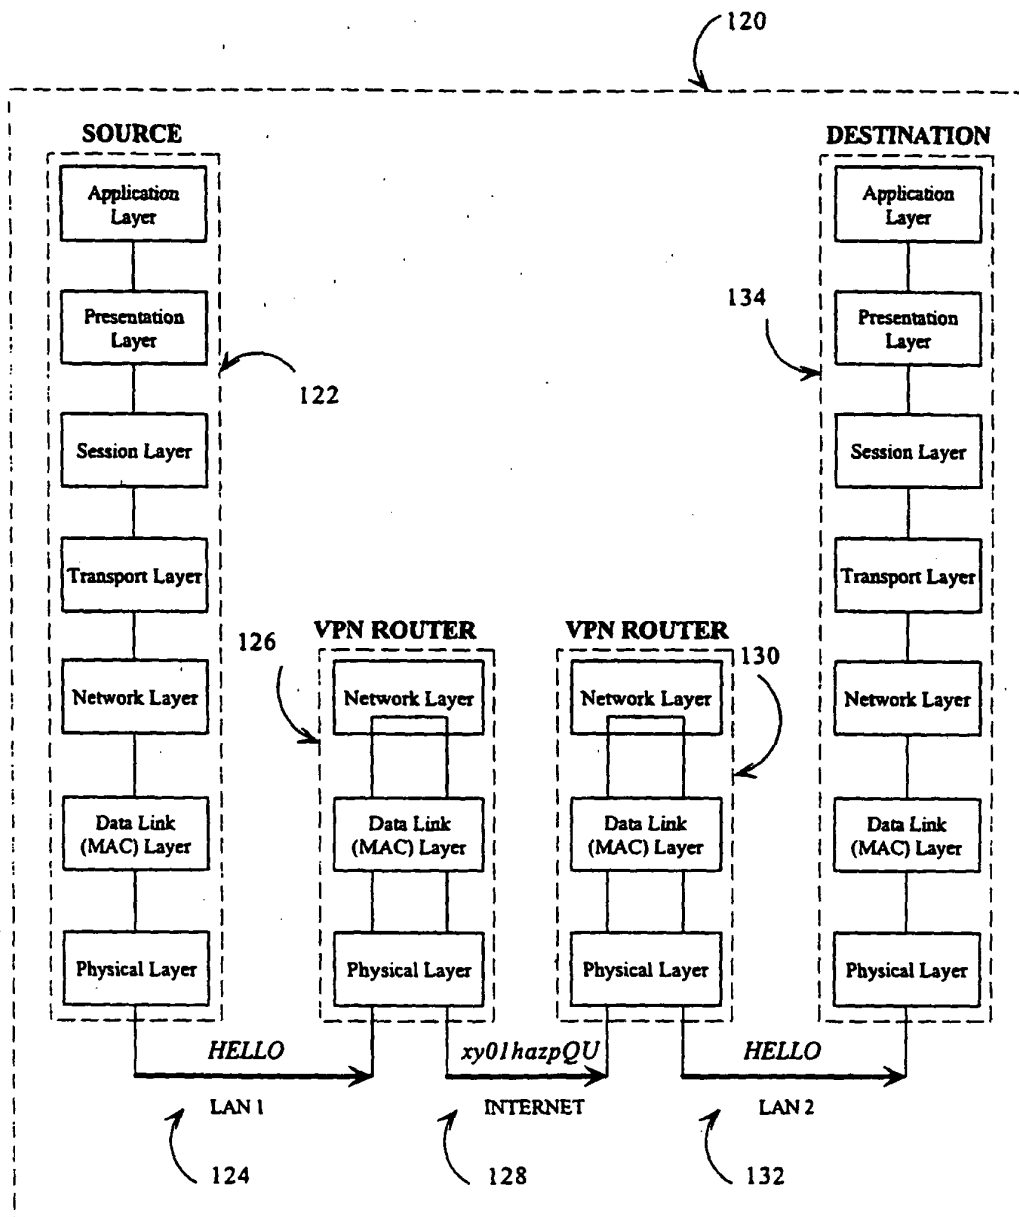 120
SOURCE
DESTINATION
Application
Layer
Application
Layer
Presentation
Layer
134
Presentation
Layer
122
Session Layer
Session Layer
Transport Layer
Transport Layer
126
VPN ROUTER
VPN ROUTER
130
Network Layer
Network Layer
Network Layer
Network Layer
Data Link
(MAC) Layer
Data Link
(MAC) Layer
Data Link
(MAC) Layer
Data Link
(MAC) Layer
Physical Layer
Physical Layer
Physical Layer
Physical Layer
HELLO
xy01hazpQU
HELLO
LAN 1
INTERNET
LAN 2
124
128
132